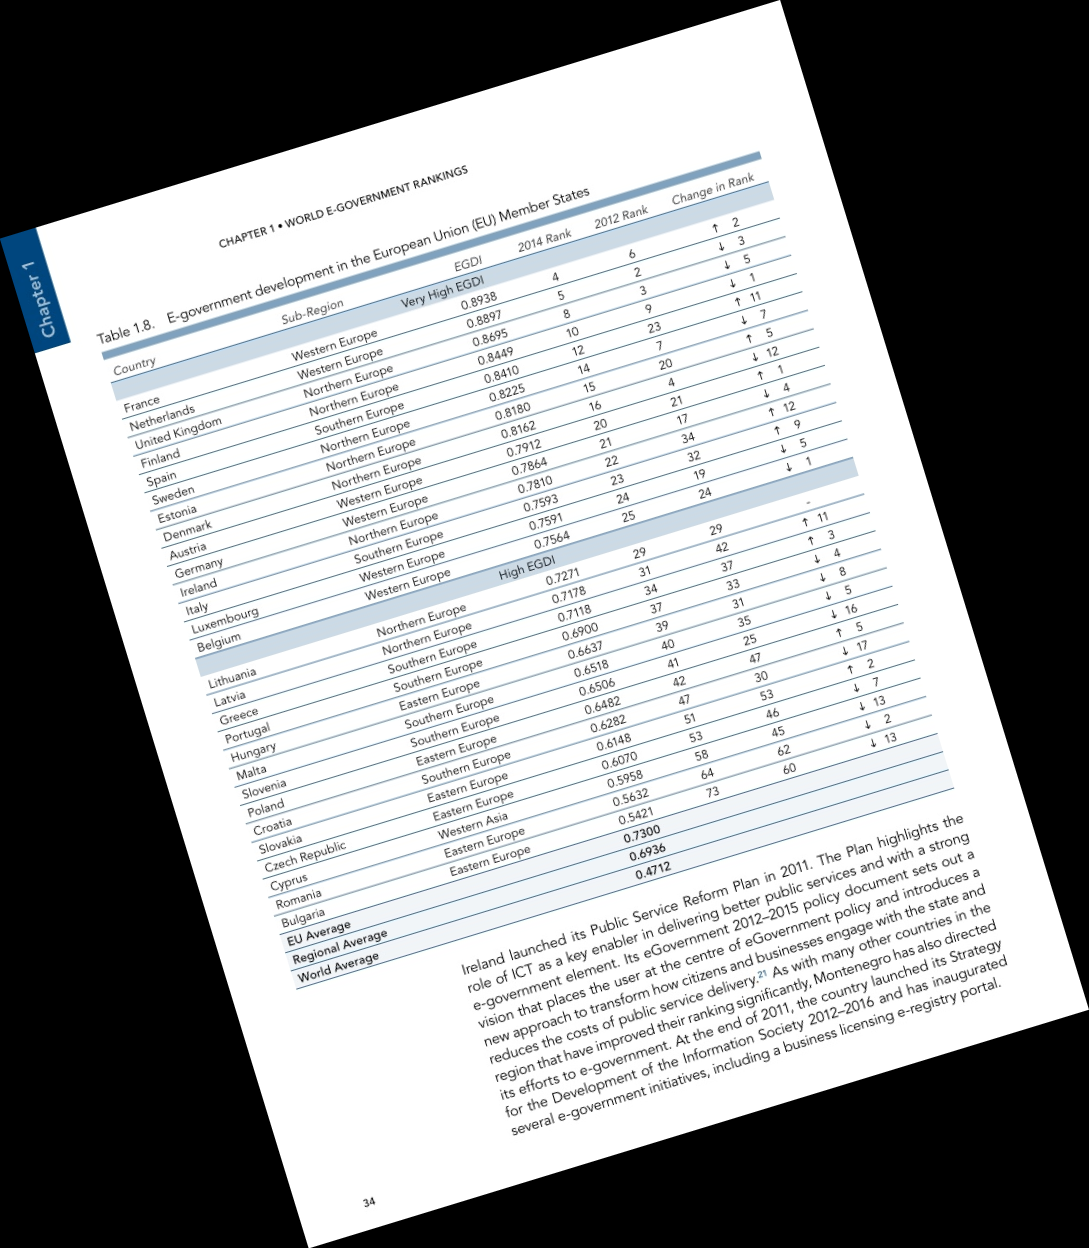 Chapter 1
CHAPTER 1 • WORLD E-GOVERNMENT RANKINGS
Table 1.8. E-government development in the European Union (EU) Member States
Country Sub-Region EGDI 2014 Rank 2012 Rank Change in Rank
Very High EGDI
France Western Europe 0.8938 4 6 ↑ 2
Netherlands Western Europe 0.8897 5 2 ↓ 3
United Kingdom Northern Europe 0.8695 8 3 ↓ 5
Finland Northern Europe 0.8449 10 9 ↓ 1
Spain Southern Europe 0.8410 12 23 ↑ 11
Sweden Northern Europe 0.8225 14 7 ↓ 7
Estonia Northern Europe 0.8180 15 20 ↑ 5
Denmark Northern Europe 0.8162 16 4 ↓ 12
Austria Western Europe 0.7912 20 21 ↑ 1
Germany Western Europe 0.7864 21 17 ↓ 4
Ireland Northern Europe 0.7810 22 34 ↑ 12
Italy Southern Europe 0.7593 23 32 ↑ 9
Luxembourg Western Europe 0.7591 24 19 ↓ 5
Belgium Western Europe 0.7564 25 24 ↓ 1
High EGDI
Lithuania Northern Europe 0.7271 29 29 -
Latvia Northern Europe 0.7178 31 42 ↑ 11
Greece Southern Europe 0.7118 34 37 ↑ 3
Portugal Southern Europe 0.6900 37 33 ↓ 4
Hungary Eastern Europe 0.6637 39 31 ↓ 8
Malta Southern Europe 0.6518 40 35 ↓ 5
Slovenia Southern Europe 0.6506 41 25 ↓ 16
Poland Eastern Europe 0.6482 42 47 ↑ 5
Croatia Southern Europe 0.6282 47 30 ↓ 17
Slovakia Eastern Europe 0.6148 51 53 ↑ 2
Czech Republic Eastern Europe 0.6070 53 46 ↓ 7
Cyprus Western Asia 0.5958 58 45 ↓ 13
Romania Eastern Europe 0.5632 64 62 ↓ 2
Bulgaria Eastern Europe 0.5421 73 60 ↓ 13
EU Average 0.7300
Regional Average 0.6936
World Average 0.4712
Ireland launched its Public Service Reform Plan in 2011. The Plan highlights the
role of ICT as a key enabler in delivering better public services and with a strong
e-government element. Its eGovernment 2012–2015 policy document sets out a
vision that places the user at the centre of eGovernment policy and introduces a
new approach to transform how citizens and businesses engage with the state and
reduces the costs of public service delivery.21 As with many other countries in the
region that have improved their ranking significantly, Montenegro has also directed
its efforts to e-government. At the end of 2011, the country launched its Strategy
for the Development of the Information Society 2012–2016 and has inaugurated
several e-government initiatives, including a business licensing e-registry portal.
34